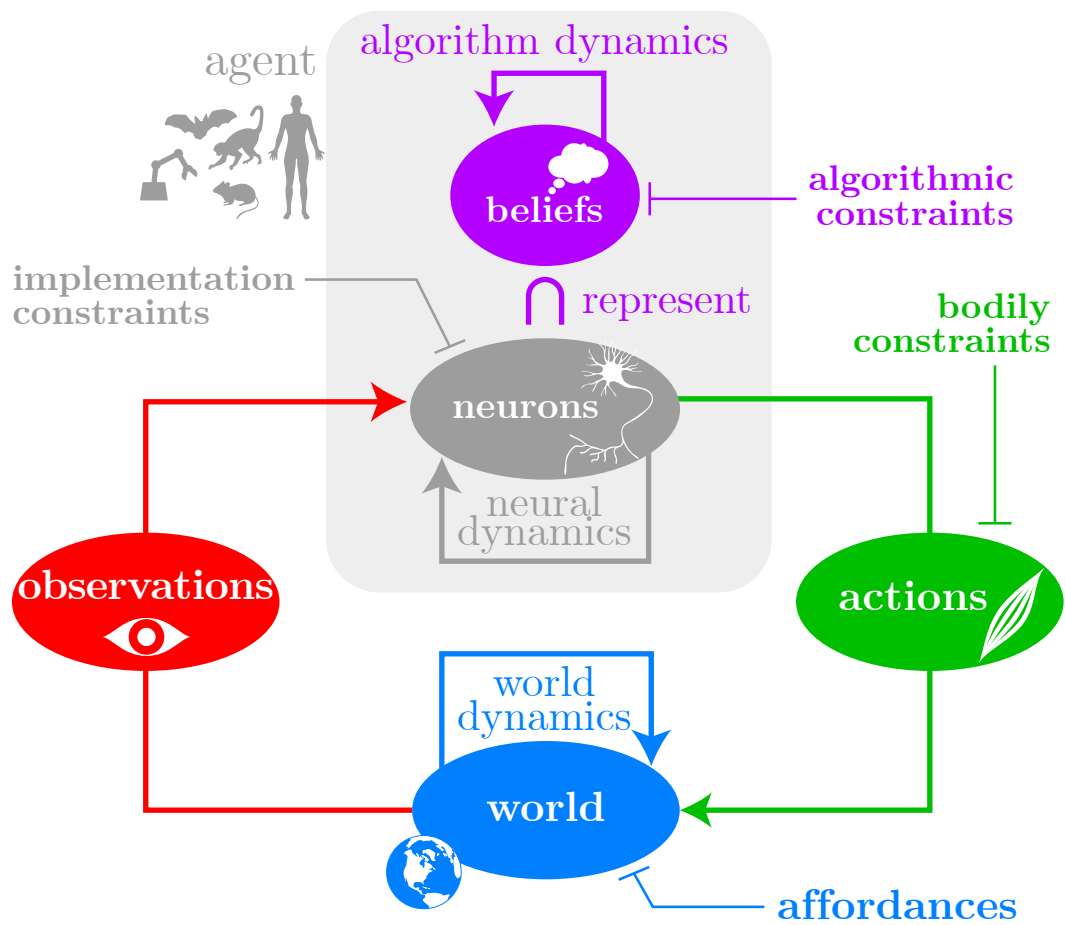 algorithm dynamics
agent
beliefs
algorithmic
constraints
implementation
constraints
represent
bodily
constraints
neurons
neural
dynamics
observations
actions
world
dynamics
world
affordances